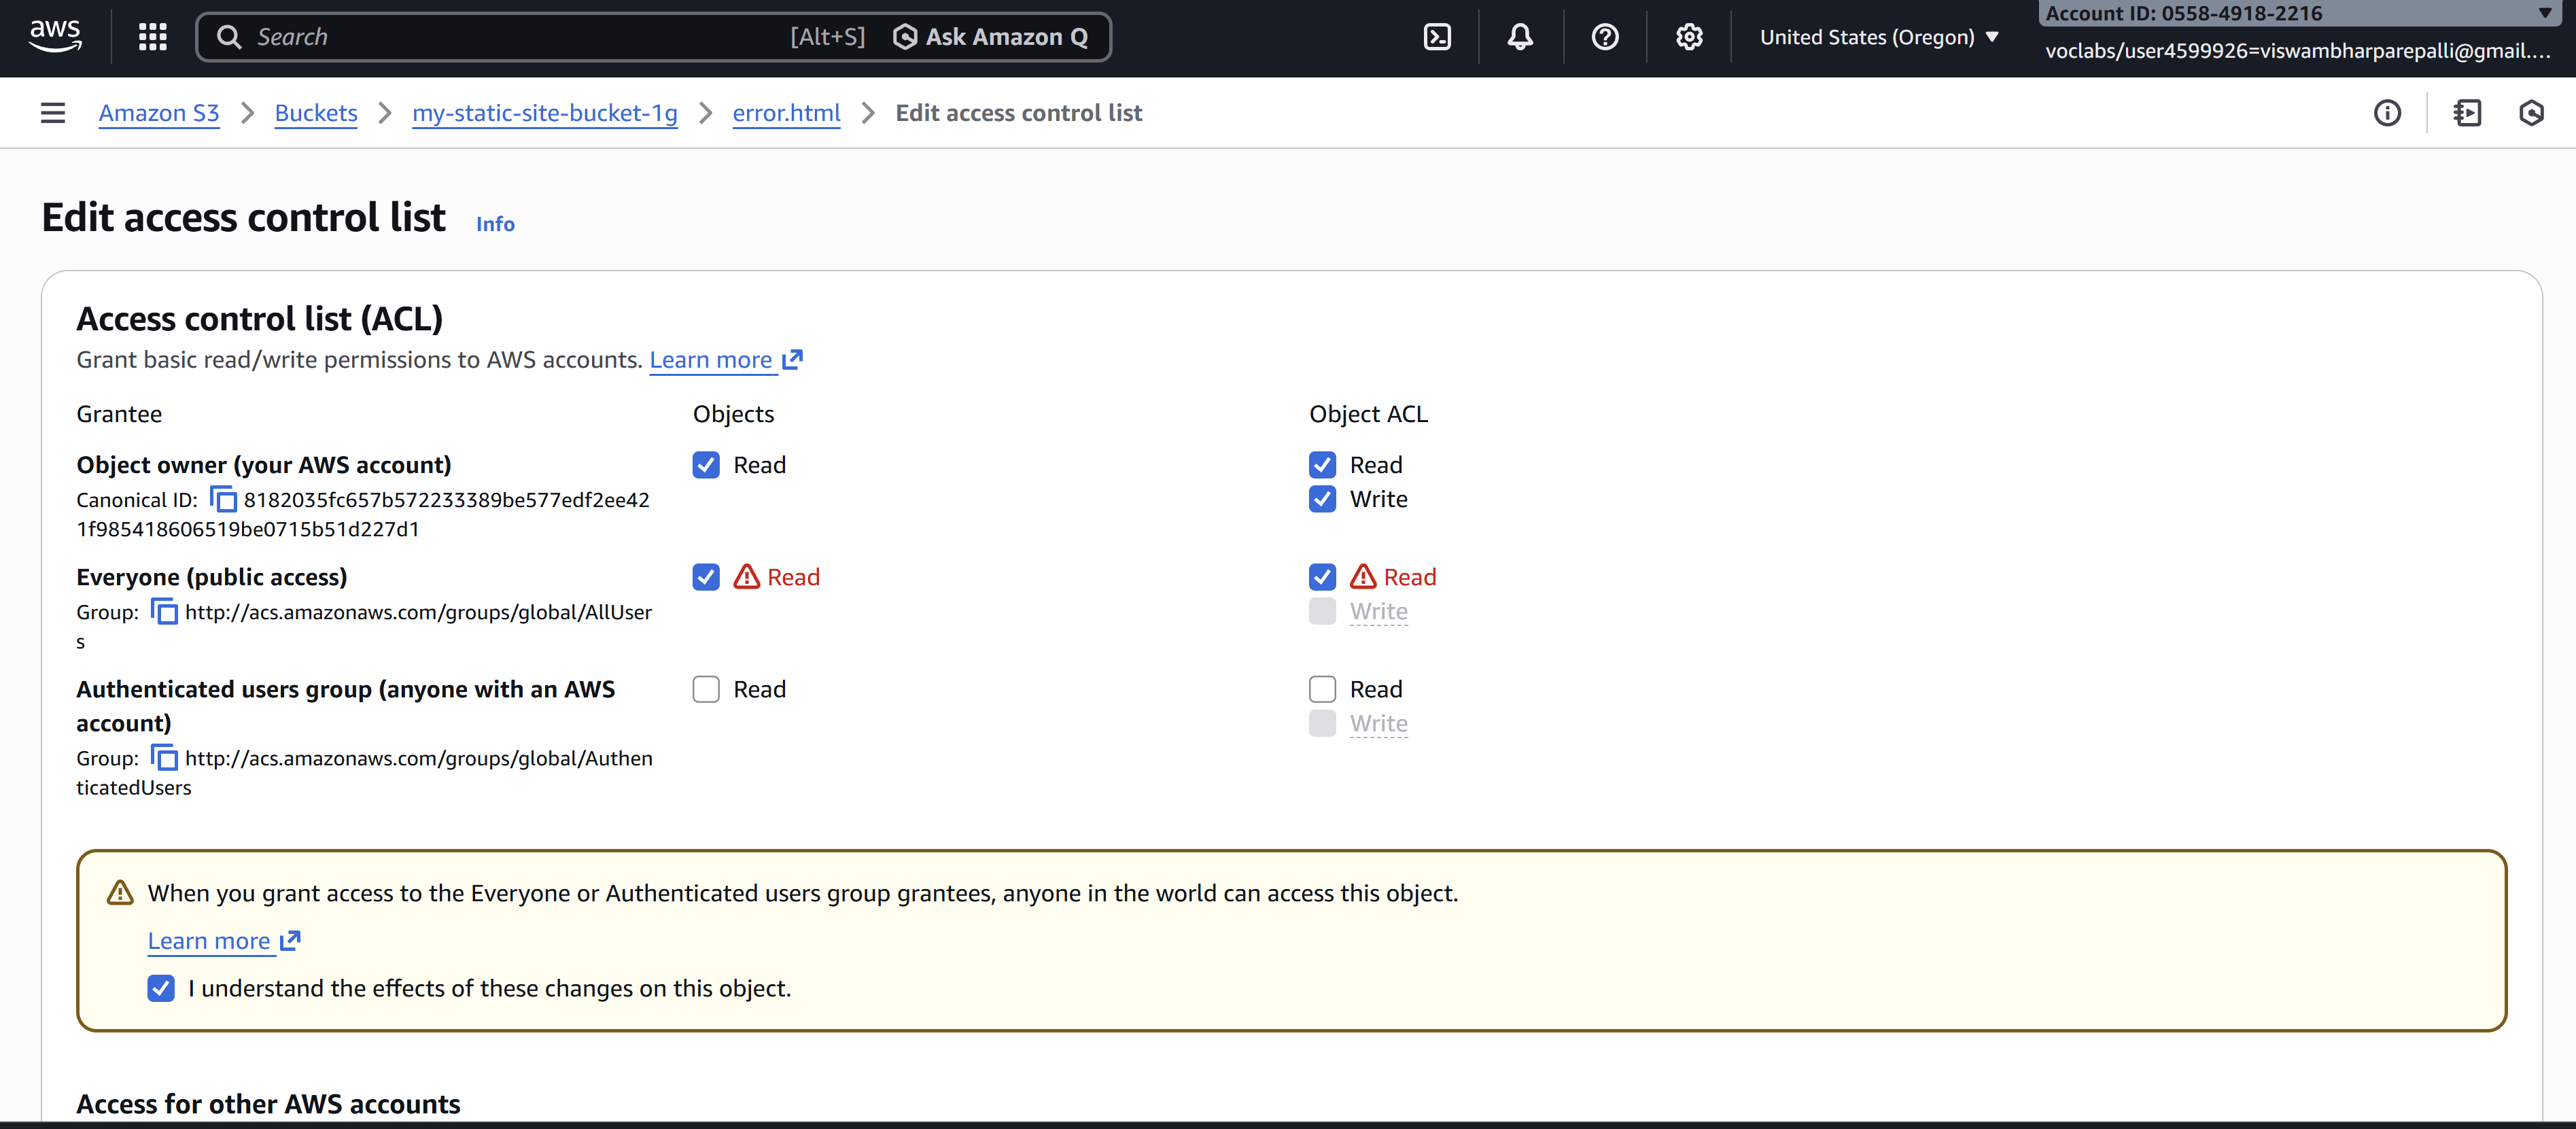 aws
Search [Alt+S] Ask Amazon Q
United States (Oregon)
Account ID: 0558-4918-2216
voclabs/user4599926=viswambharparepalli@gmail....
Amazon S3 Buckets my-static-site-bucket-1g error.html Edit access control list
Edit access control list Info
Access control list (ACL)
Grant basic read/write permissions to AWS accounts. Learn more
Grantee Objects Object ACL
Object owner (your AWS account) Read Read
Canonical ID: 8182035fc657b572233389be577edf2ee42 Write
1f985418606519be0715b51d227d1
Everyone (public access) Read Read
Group: http://acs.amazonaws.com/groups/global/AllUser Write
s
Authenticated users group (anyone with an AWS Read Read
account) Write
Group: http://acs.amazonaws.com/groups/global/Authen
ticatedUsers
When you grant access to the Everyone or Authenticated users group grantees, anyone in the world can access this object.
Learn more
I understand the effects of these changes on this object.
Access for other AWS accounts